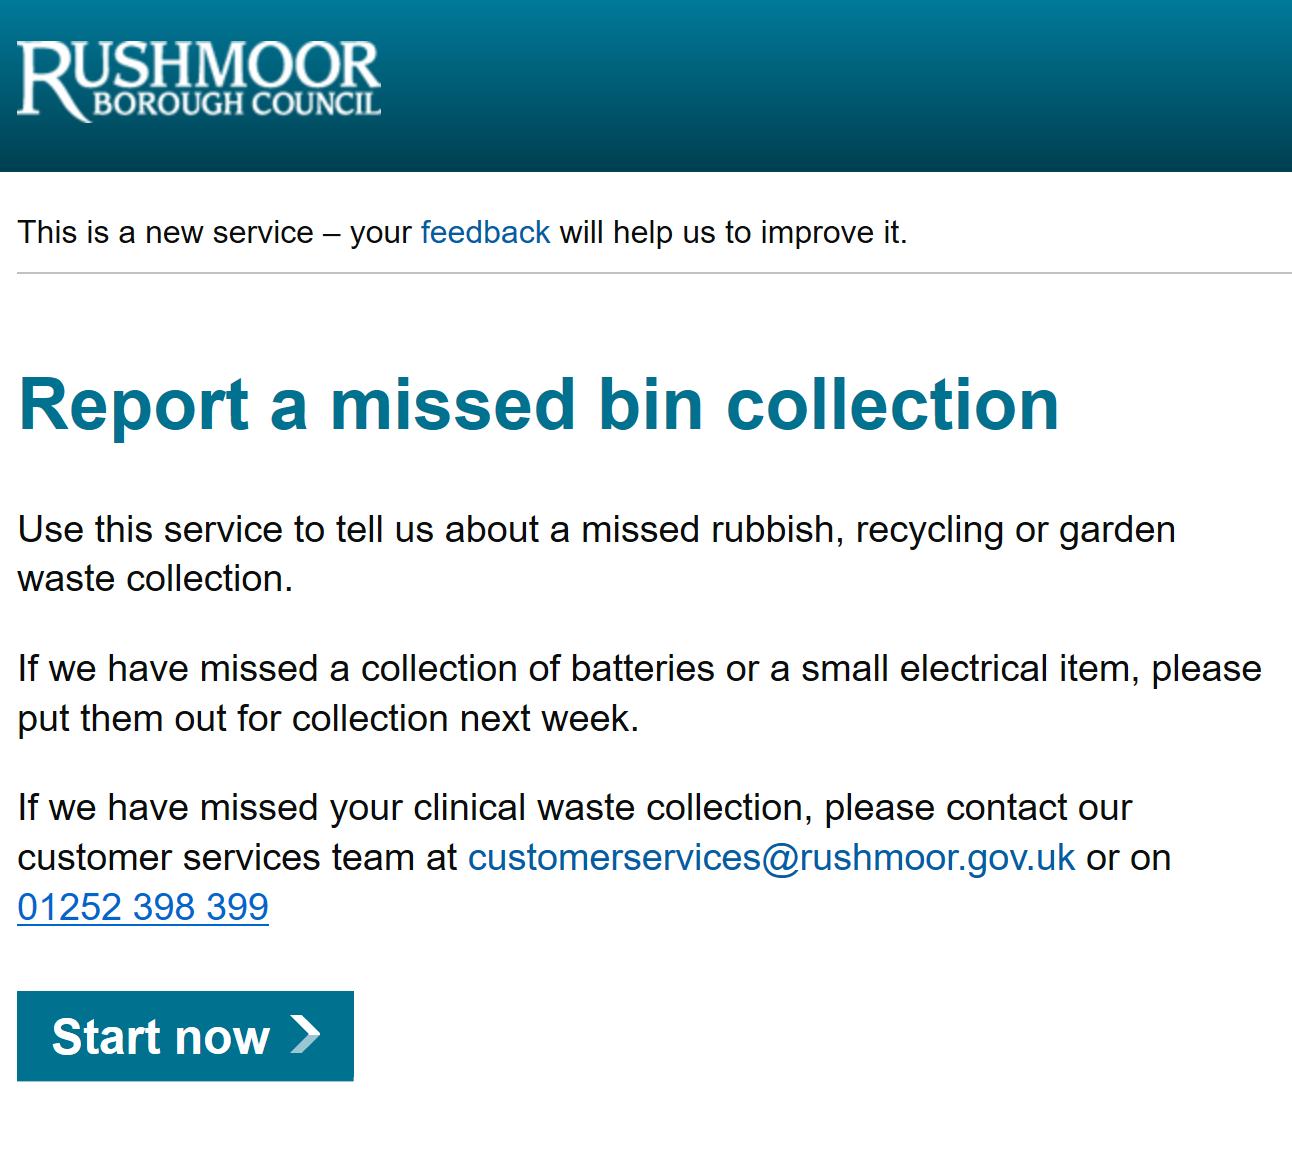 RUSHMOOR
BOROUGH COUNCIL
This is a new service – your feedback will help us to improve it.
Report a missed bin collection
Use this service to tell us about a missed rubbish, recycling or garden
waste collection.
If we have missed a collection of batteries or a small electrical item, please
put them out for collection next week.
If we have missed your clinical waste collection, please contact our
customer services team at customerservices@rushmoor.gov.uk or on
01252 398 399
Start now